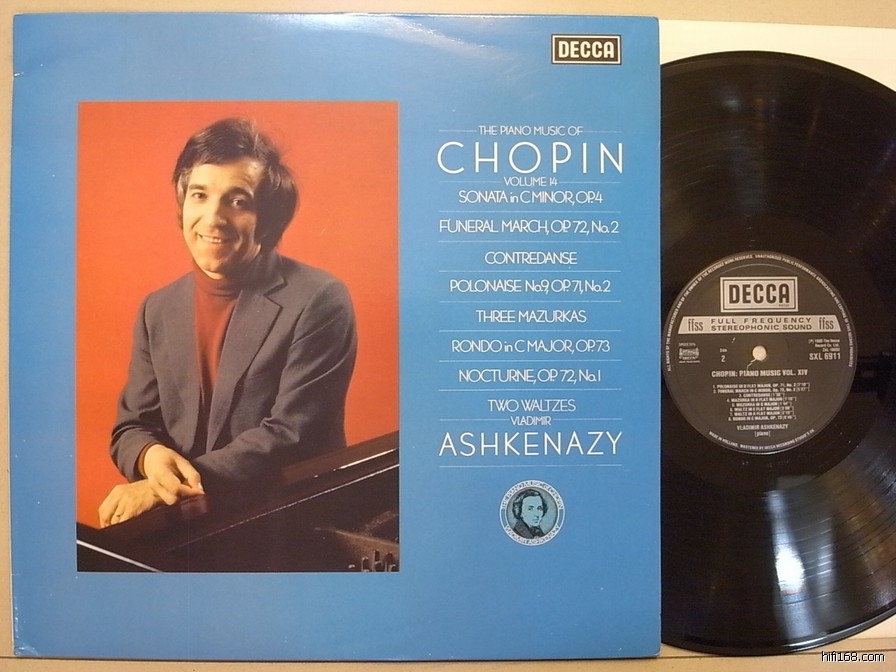 DECCA
THE PIANO MUSIC OF
CHOPIN
VOLUME 14
SONATA in C MINOR, OP.4
FUNERAL MARCH, OP. 72, No. 2
CONTREDANSE
POLONAISE No.9, OP. 71, No. 2
THREE MAZURKAS
RONDO in C MAJOR, OP. 73
NOCTURNE, OP. 72, No. 1
TWO WALTZES
VLADIMIR
ASHKENAZY
DECCA
ffss FULL FREQUENCY ffss
STEREOPHONIC SOUND
Side
2
SXL 6911
CHOPIN: PIANO MUSIC VOL. XIV
VLADIMIR ASHKENAZY
(piano)
hifi168.com